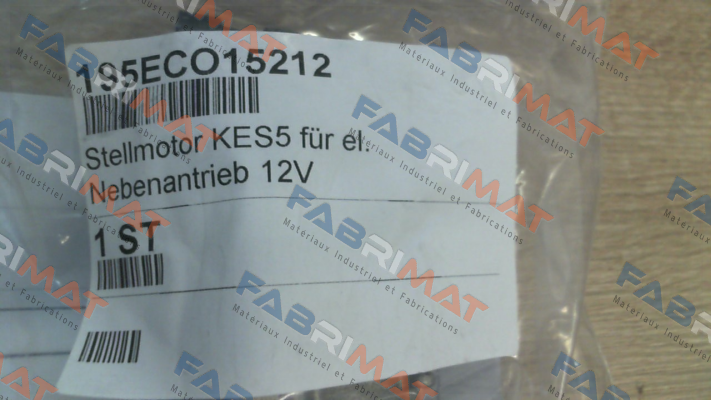 195ECO15212
Stellmotor KES5 für el.
Nebenantrieb 12V
1 ST
FABRIMAT
Materiaux Industriel et Fabrications